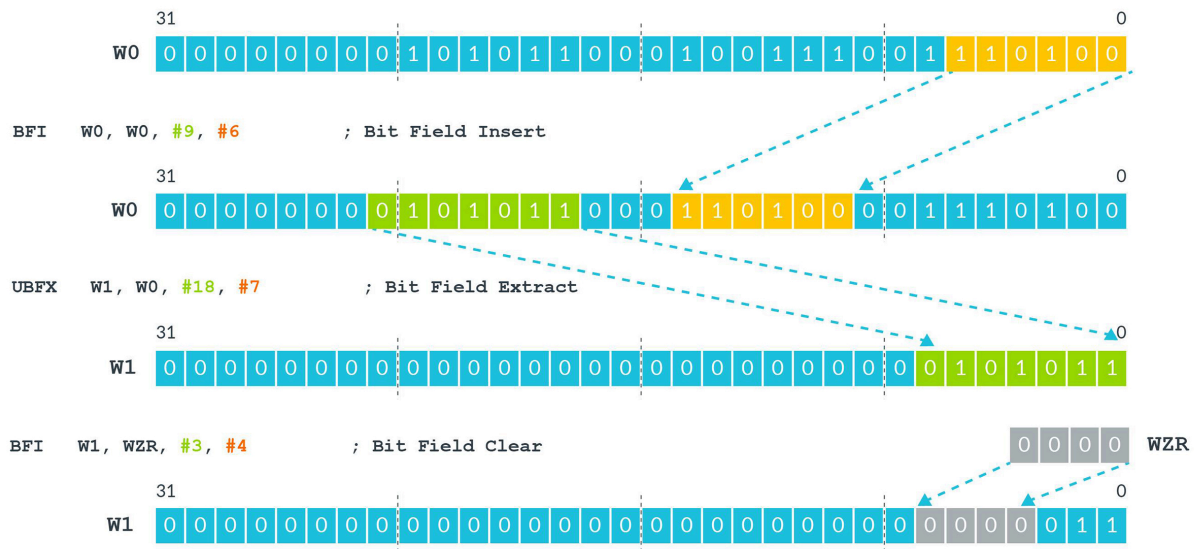 31 0
W0 0 0 0 0 0 0 0 0 1 0 1 0 1 1 0 0 0 1 0 0 1 1 1 0 0 1 1 1 0 1 0 0
BFI W0, W0, #9, #6 ; Bit Field Insert
31 0
W0 0 0 0 0 0 0 0 0 1 0 1 0 1 1 0 0 0 1 1 0 1 0 0 0 0 1 1 1 0 1 0 0
UBFX W1, W0, #18, #7 ; Bit Field Extract
31 0
W1 0 0 0 0 0 0 0 0 0 0 0 0 0 0 0 0 0 0 0 0 0 0 0 0 0 0 1 0 1 0 1 1
BFI W1, WZR, #3, #4 ; Bit Field Clear 0 0 0 0 WZR
31 0
W1 0 0 0 0 0 0 0 0 0 0 0 0 0 0 0 0 0 0 0 0 0 0 0 0 0 0 0 0 0 0 1 1